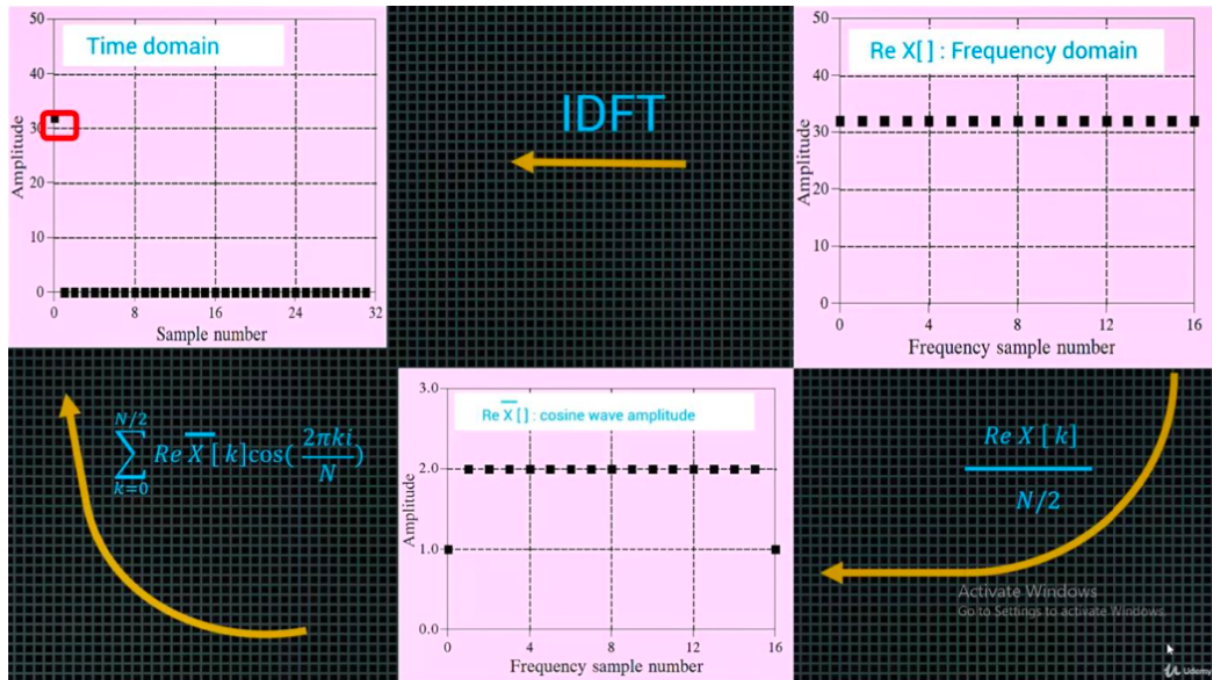 Time domain
50
40
30
20
10
0
Amplitude
0 8 16 24 32
Sample number
IDFT
Re X[ ] : Frequency domain
50
40
30
20
10
0
Amplitude
0 4 8 12 16
Frequency sample number
N/2
∑ Re X̅ [ k]cos( 2πki / N )
k=0
Re X̅ [ ] : cosine wave amplitude
3.0
2.0
1.0
0.0
Amplitude
0 4 8 12 16
Frequency sample number
Re X [ k]
N/2
Activate Windows
Go to Settings to activate Windows.
Udemy